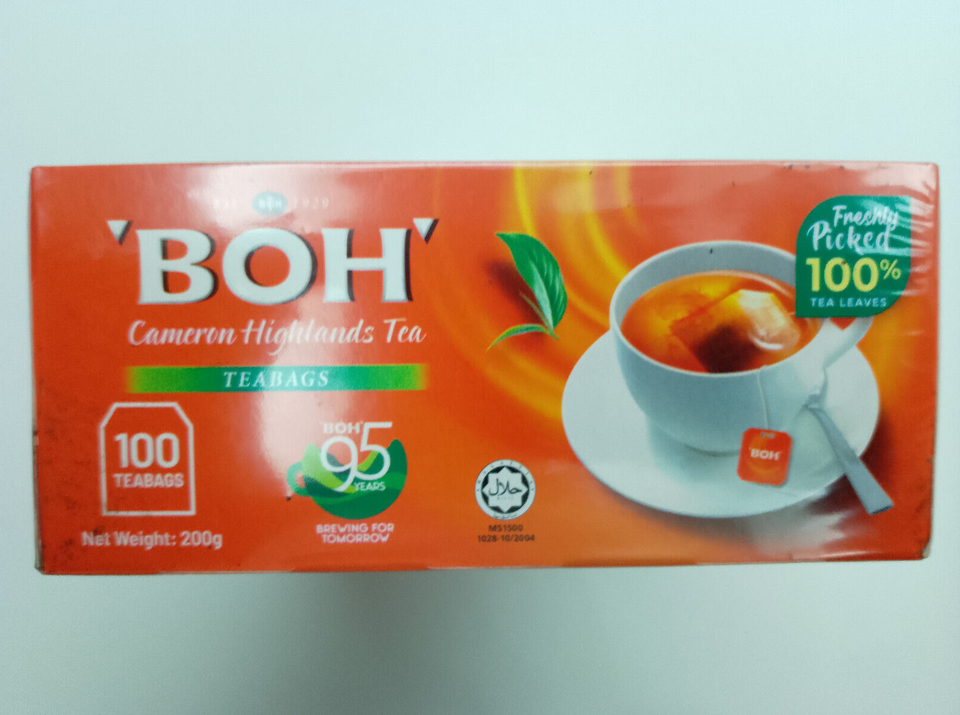 EST. BOH 1929
'BOH'
Cameron Highlands Tea
TEABAGS
100
TEABAGS
Net Weight: 200g
BOH
95
YEARS
BREWING FOR
TOMORROW
حلال
MS1500
1028-10/2004
'BOH'
Freshly
Picked
100%
TEA LEAVES